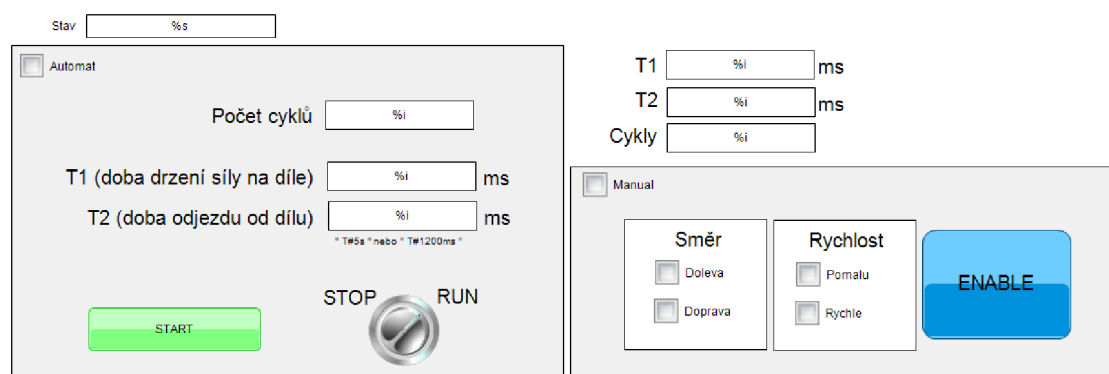 Stav %s
Automat
Počet cyklů %i
T1 (doba drzení síly na díle) %i ms
T2 (doba odjezdu od dílu) %i ms
" T#5s " nebo " T#1200ms "
STOP RUN
START
T1 %i ms
T2 %i ms
Cykly %i
Manual
Směr
Doleva
Doprava
Rychlost
Pomalu
Rychle
ENABLE